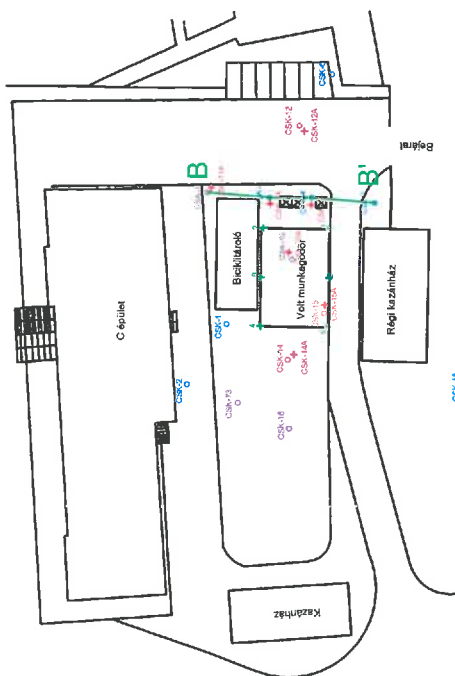 CSK-12
CSK-12A
Bejárat
B
B'
C épület
Biciklitároló
Volt munkagödör
Régi kazánház
CSK-1
CSK-2
CSK-14
CSK-14A
CSK-15
CSK-15A
CSK-13
CSK-16
Kazánház
4